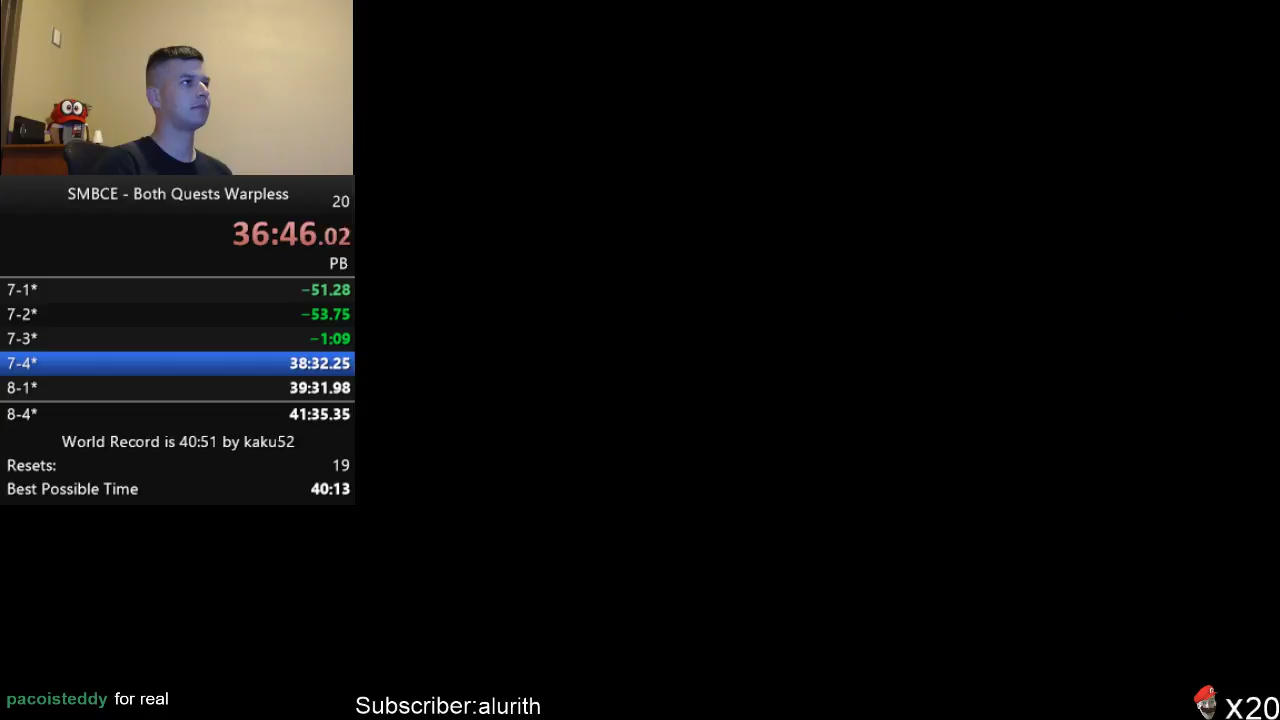 SMBCE - Both Quests Warpless
20
36:46.02
PB
7-1* −51.28
7-2* −53.75
7-3* −1:09
7-4* 38:32.25
8-1* 39:31.98
8-4* 41:35.35
World Record is 40:51 by kaku52
Resets: 19
Best Possible Time 40:13
pacoisteddy for real
Subscriber:alurith
x20